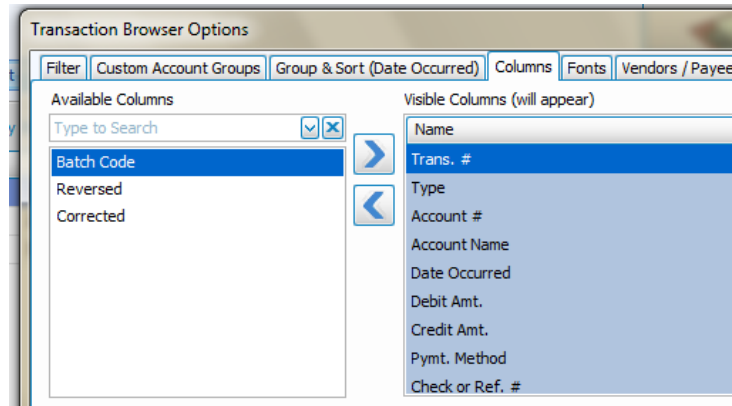 Transaction Browser Options
Filter Custom Account Groups Group & Sort (Date Occurred) Columns Fonts Vendors / Payee
Available Columns
Visible Columns (will appear)
Type to Search
Name
Batch Code
Reversed
Corrected
Trans. #
Type
Account #
Account Name
Date Occurred
Debit Amt.
Credit Amt.
Pymt. Method
Check or Ref. #